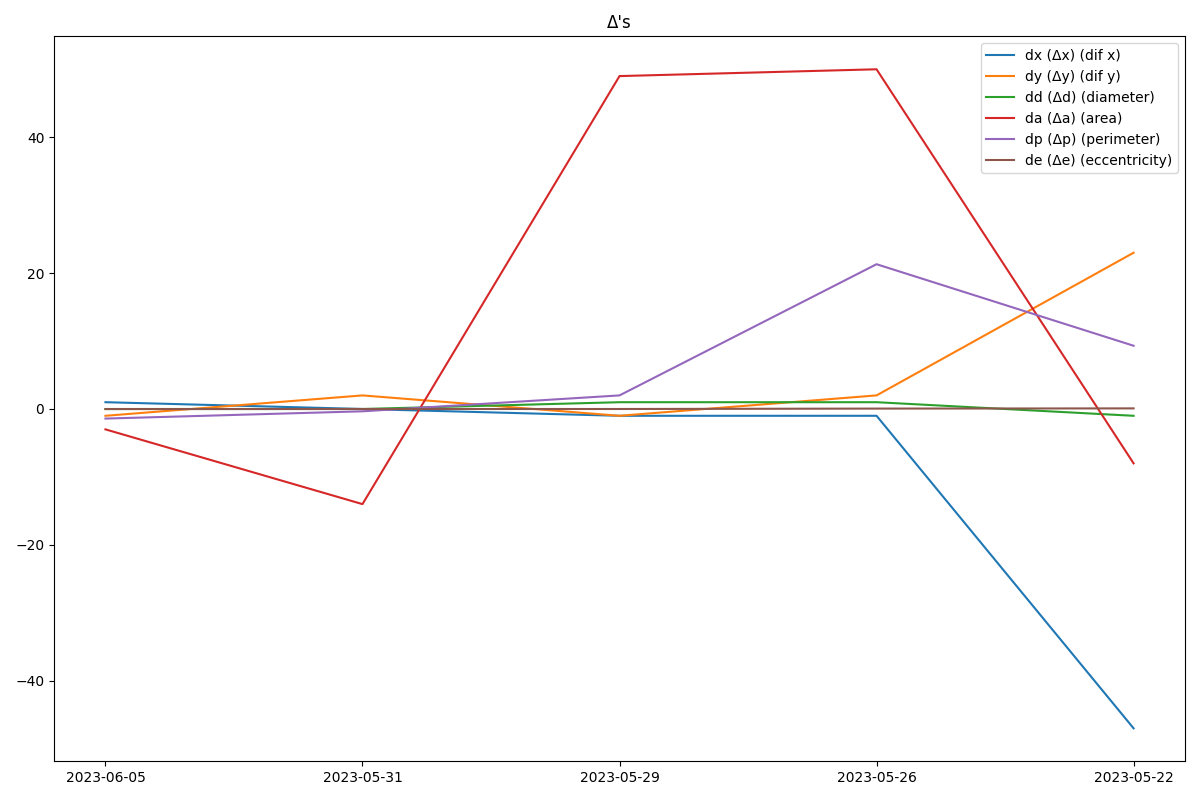 Δ's
dx (Δx) (dif x)
dy (Δy) (dif y)
dd (Δd) (diameter)
da (Δa) (area)
dp (Δp) (perimeter)
de (Δe) (eccentricity)
40
20
0
−20
−40
2023-06-05 2023-05-31 2023-05-29 2023-05-26 2023-05-22